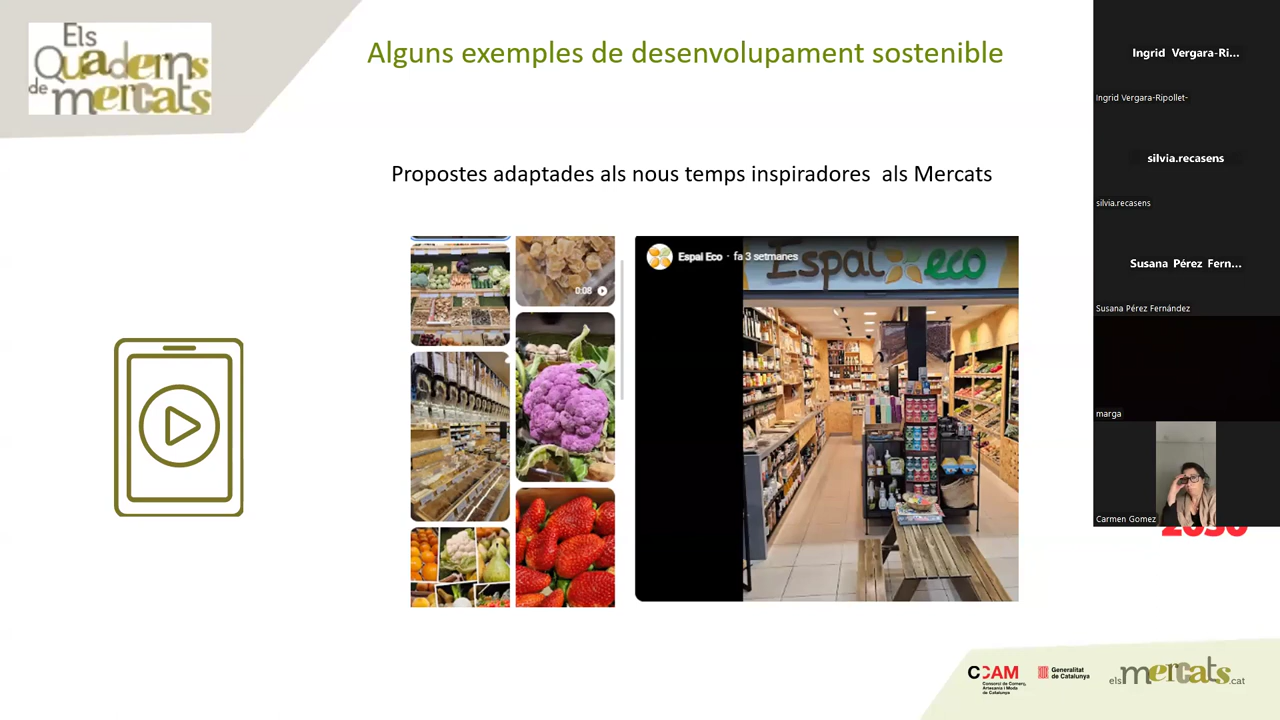 Els
Quaderns
de mercats
Alguns exemples de desenvolupament sostenible
Propostes adaptades als nous temps inspiradores als Mercats
0:08
Espai Eco · fa 3 setmanes
Espai eco
Ingrid Vergara-Ri...
Ingrid Vergara-Ripollet-
silvia.recasens
silvia.recasens
Susana Pérez Fern...
Susana Pérez Fernández
marga
Carmen Gomez
2030
CCAM
Consorci de Comerç,
Artesania i Moda
de Catalunya
Generalitat
de Catalunya
elsmercats.cat